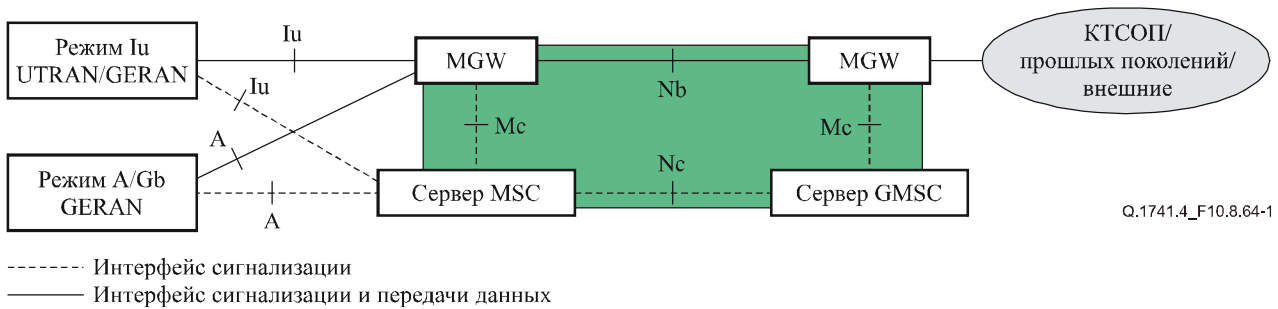 Режим Iu
UTRAN/GERAN
Iu
Iu
MGW
Nb
MGW
КТСОП/
прошлых поколений/
внешние
Mc
Mc
A
Режим A/Gb
GERAN
A
Сервер MSC
Nc
Сервер GMSC
Q.1741.4_F10.8.64-1
Интерфейс сигнализации
Интерфейс сигнализации и передачи данных